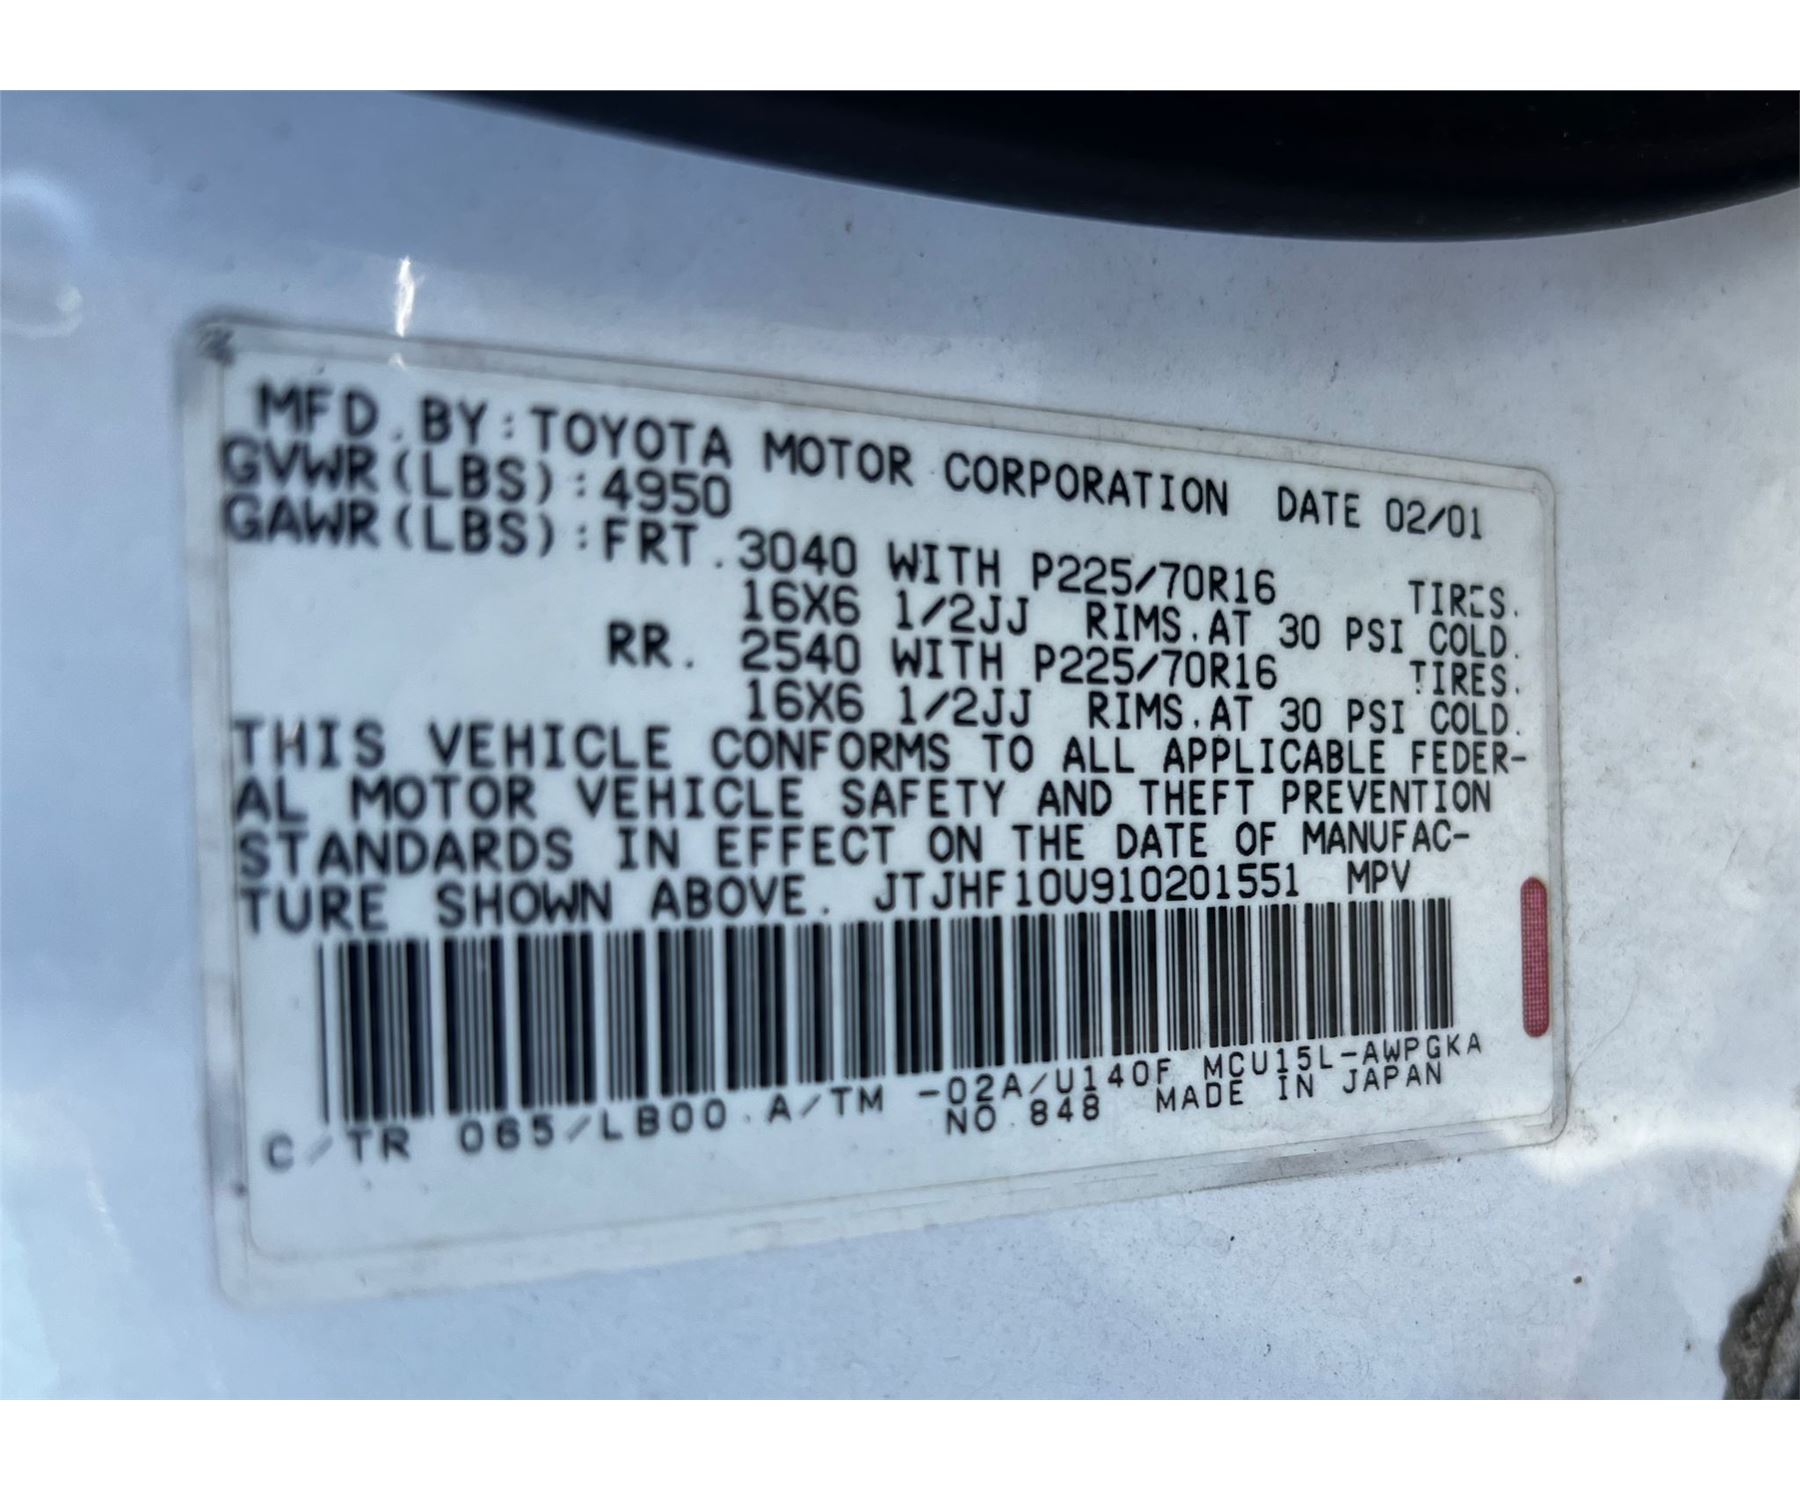 MFD. BY: TOYOTA MOTOR CORPORATION DATE 02/01
GVWR(LBS):4950
GAWR(LBS):FRT. 3040 WITH P225/70R16 TIRES.
16X6 1/2JJ RIMS. AT 30 PSI COLD.
RR. 2540 WITH P225/70R16 TIRES.
16X6 1/2JJ RIMS. AT 30 PSI COLD.
THIS VEHICLE CONFORMS TO ALL APPLICABLE FEDER-
AL MOTOR VEHICLE SAFETY AND THEFT PREVENTION
STANDARDS IN EFFECT ON THE DATE OF MANUFAC-
TURE SHOWN ABOVE. JTJHF10U910201551 MPV
C/TR 065/LB00 A/TM -02A/U140F MCU15L-AWPGKA
NO.848 MADE IN JAPAN